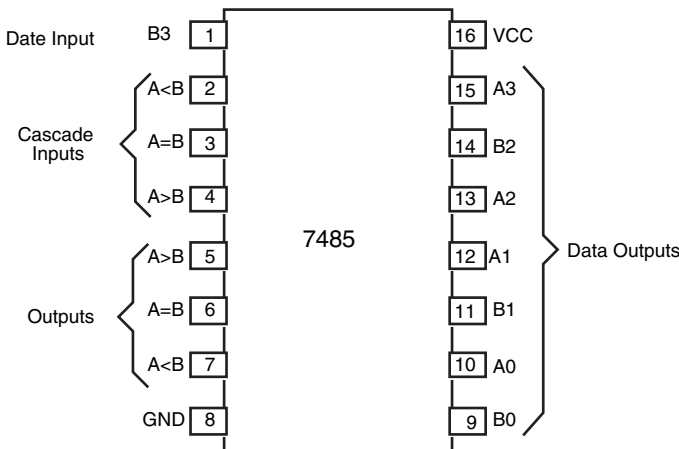 Date Input
B3 1
A<B 2
Cascade
Inputs
A=B 3
A>B 4
A>B 5
Outputs
A=B 6
A<B 7
GND 8
7485
16 VCC
15 A3
14 B2
13 A2
12 A1
Data Outputs
11 B1
10 A0
9 B0